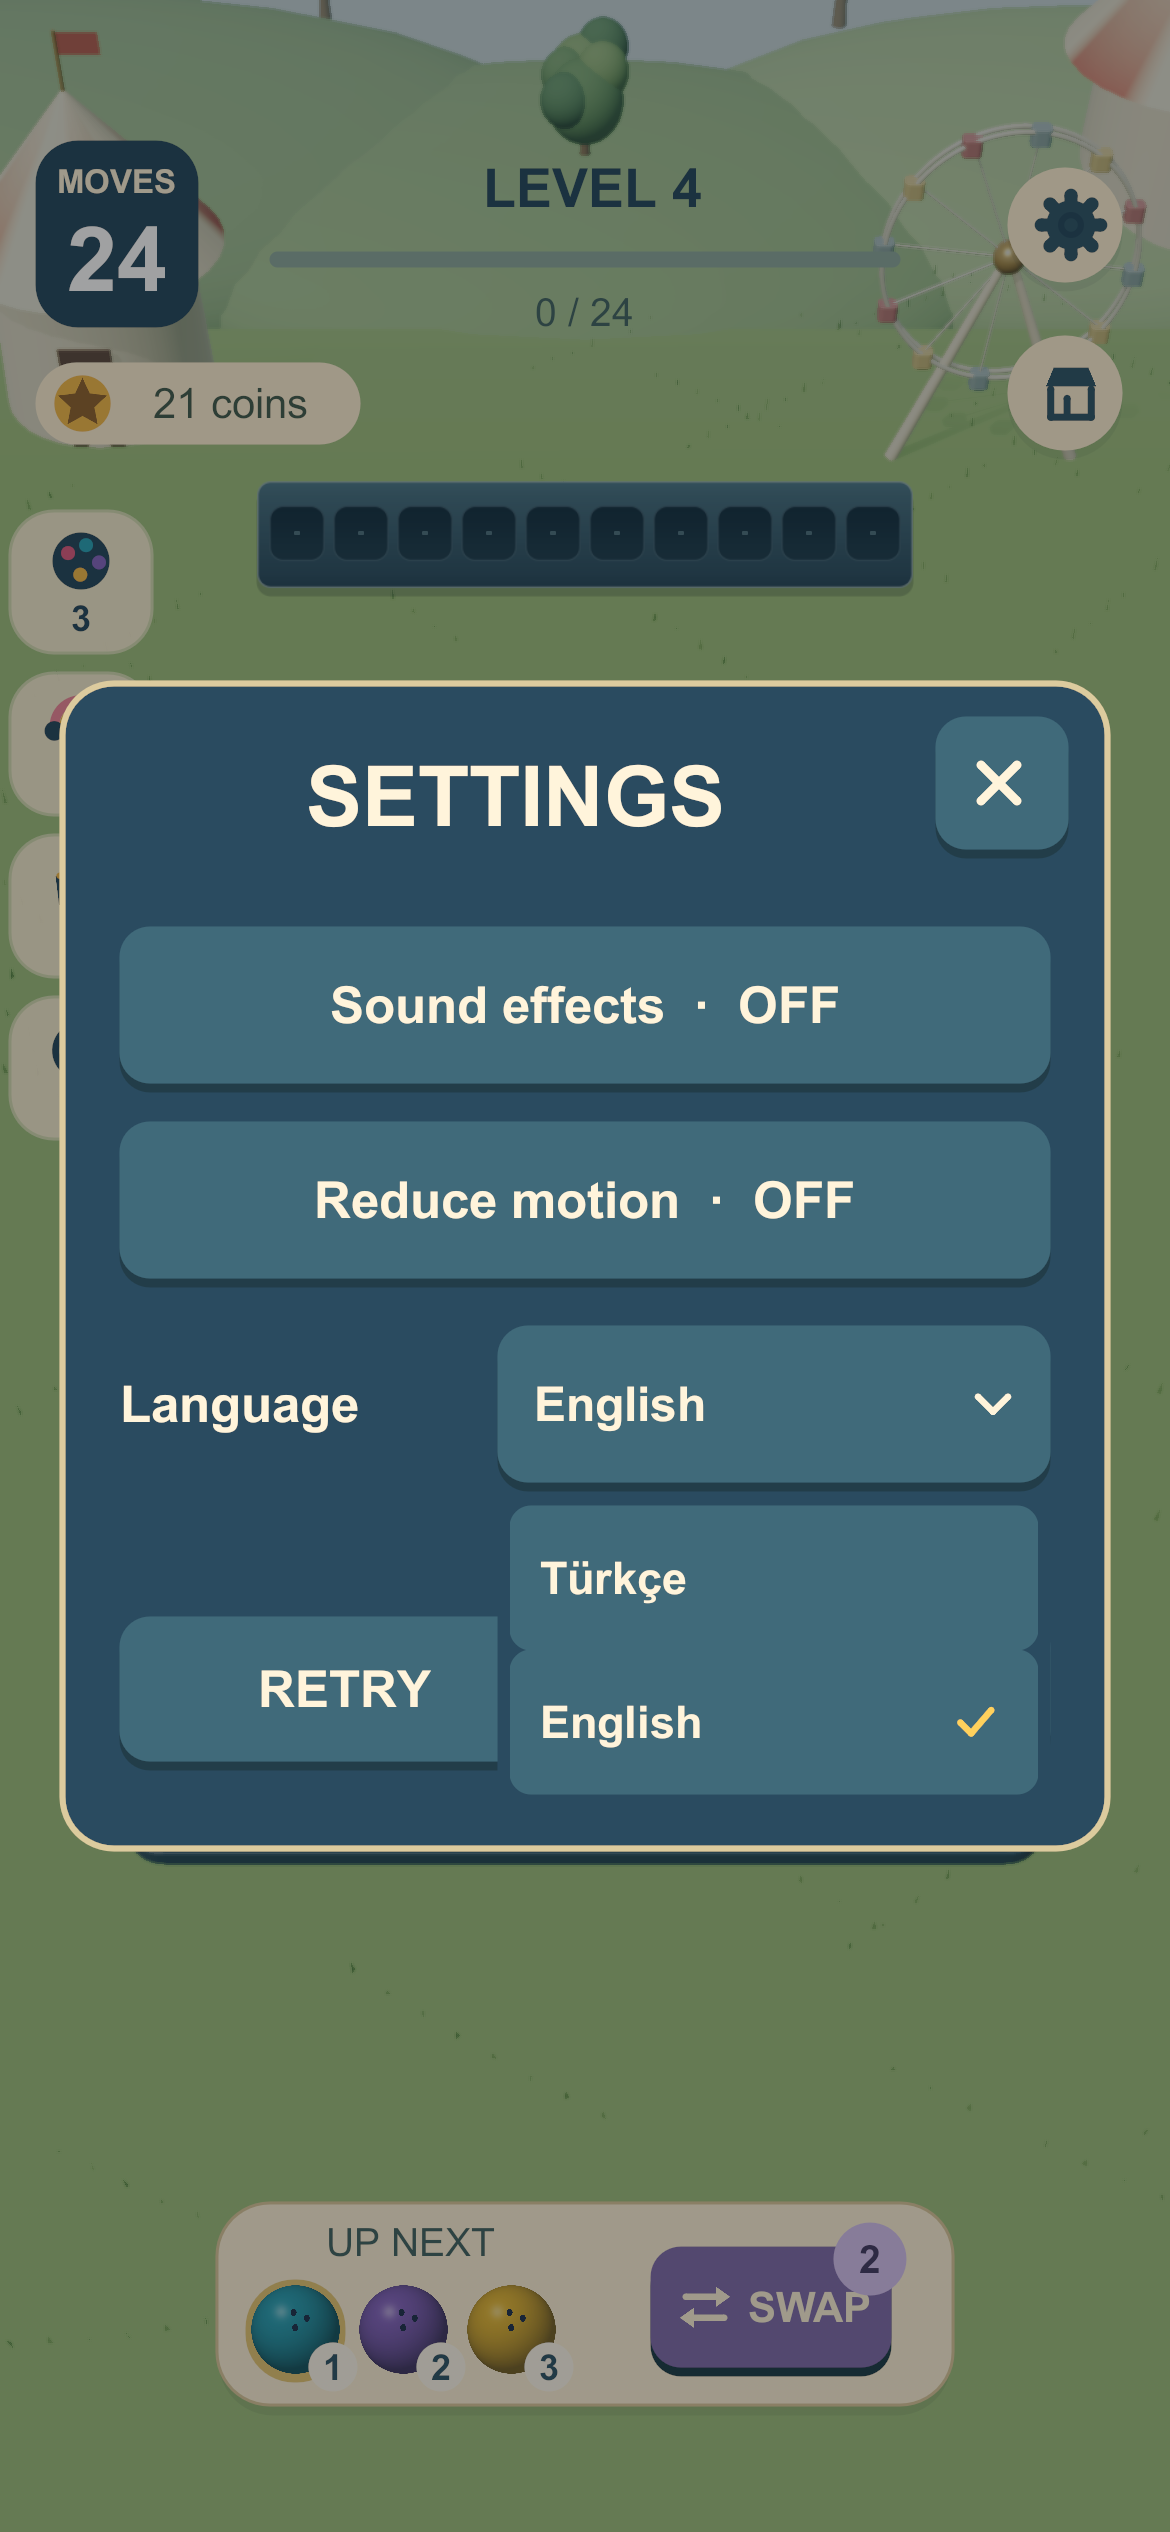 MOVES
24
LEVEL 4
0 / 24
21 coins
3
SETTINGS
Sound effects · OFF
Reduce motion · OFF
Language
English
Türkçe
English
RETRY
UP NEXT
1
2
3
SWAP
2